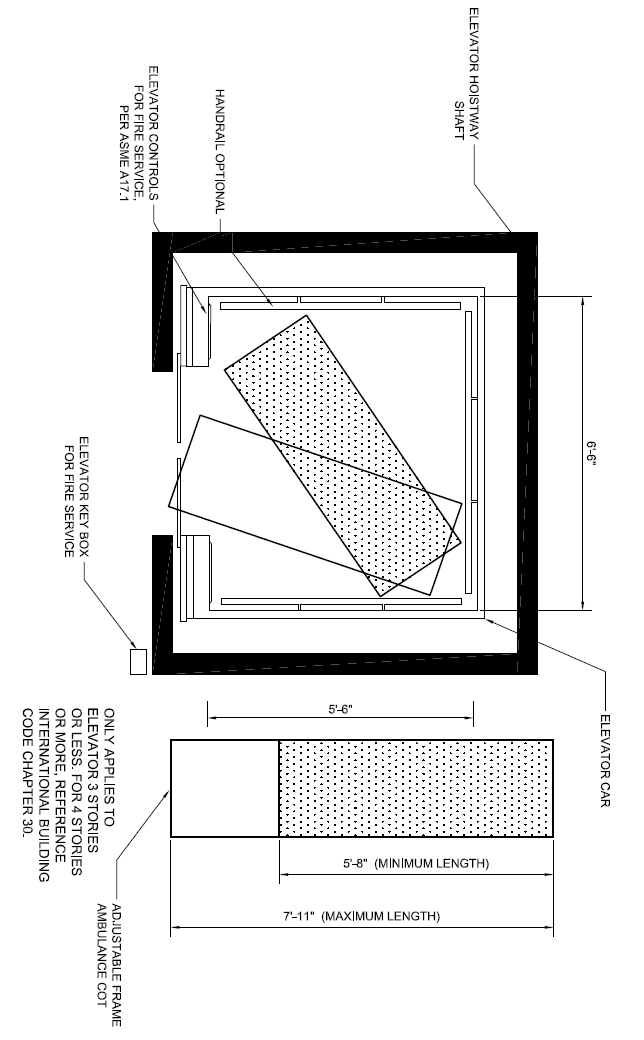 ELEVATOR HOISTWAY
SHAFT
HANDRAIL OPTIONAL
ELEVATOR CONTROLS
FOR FIRE SERVICE,
PER ASME A17.1
6'-6"
ELEVATOR KEY BOX
FOR FIRE SERVICE
ELEVATOR CAR
5'-6"
5'-8" (MINIMUM LENGTH)
7'-11" (MAXIMUM LENGTH)
ONLY APPLIES TO
ELEVATOR 3 STORIES
OR LESS. FOR 4 STORIES
OR MORE, REFERENCE
INTERNATIONAL BUILDING
CODE CHAPTER 30.
ADJUSTABLE FRAME
AMBULANCE COT